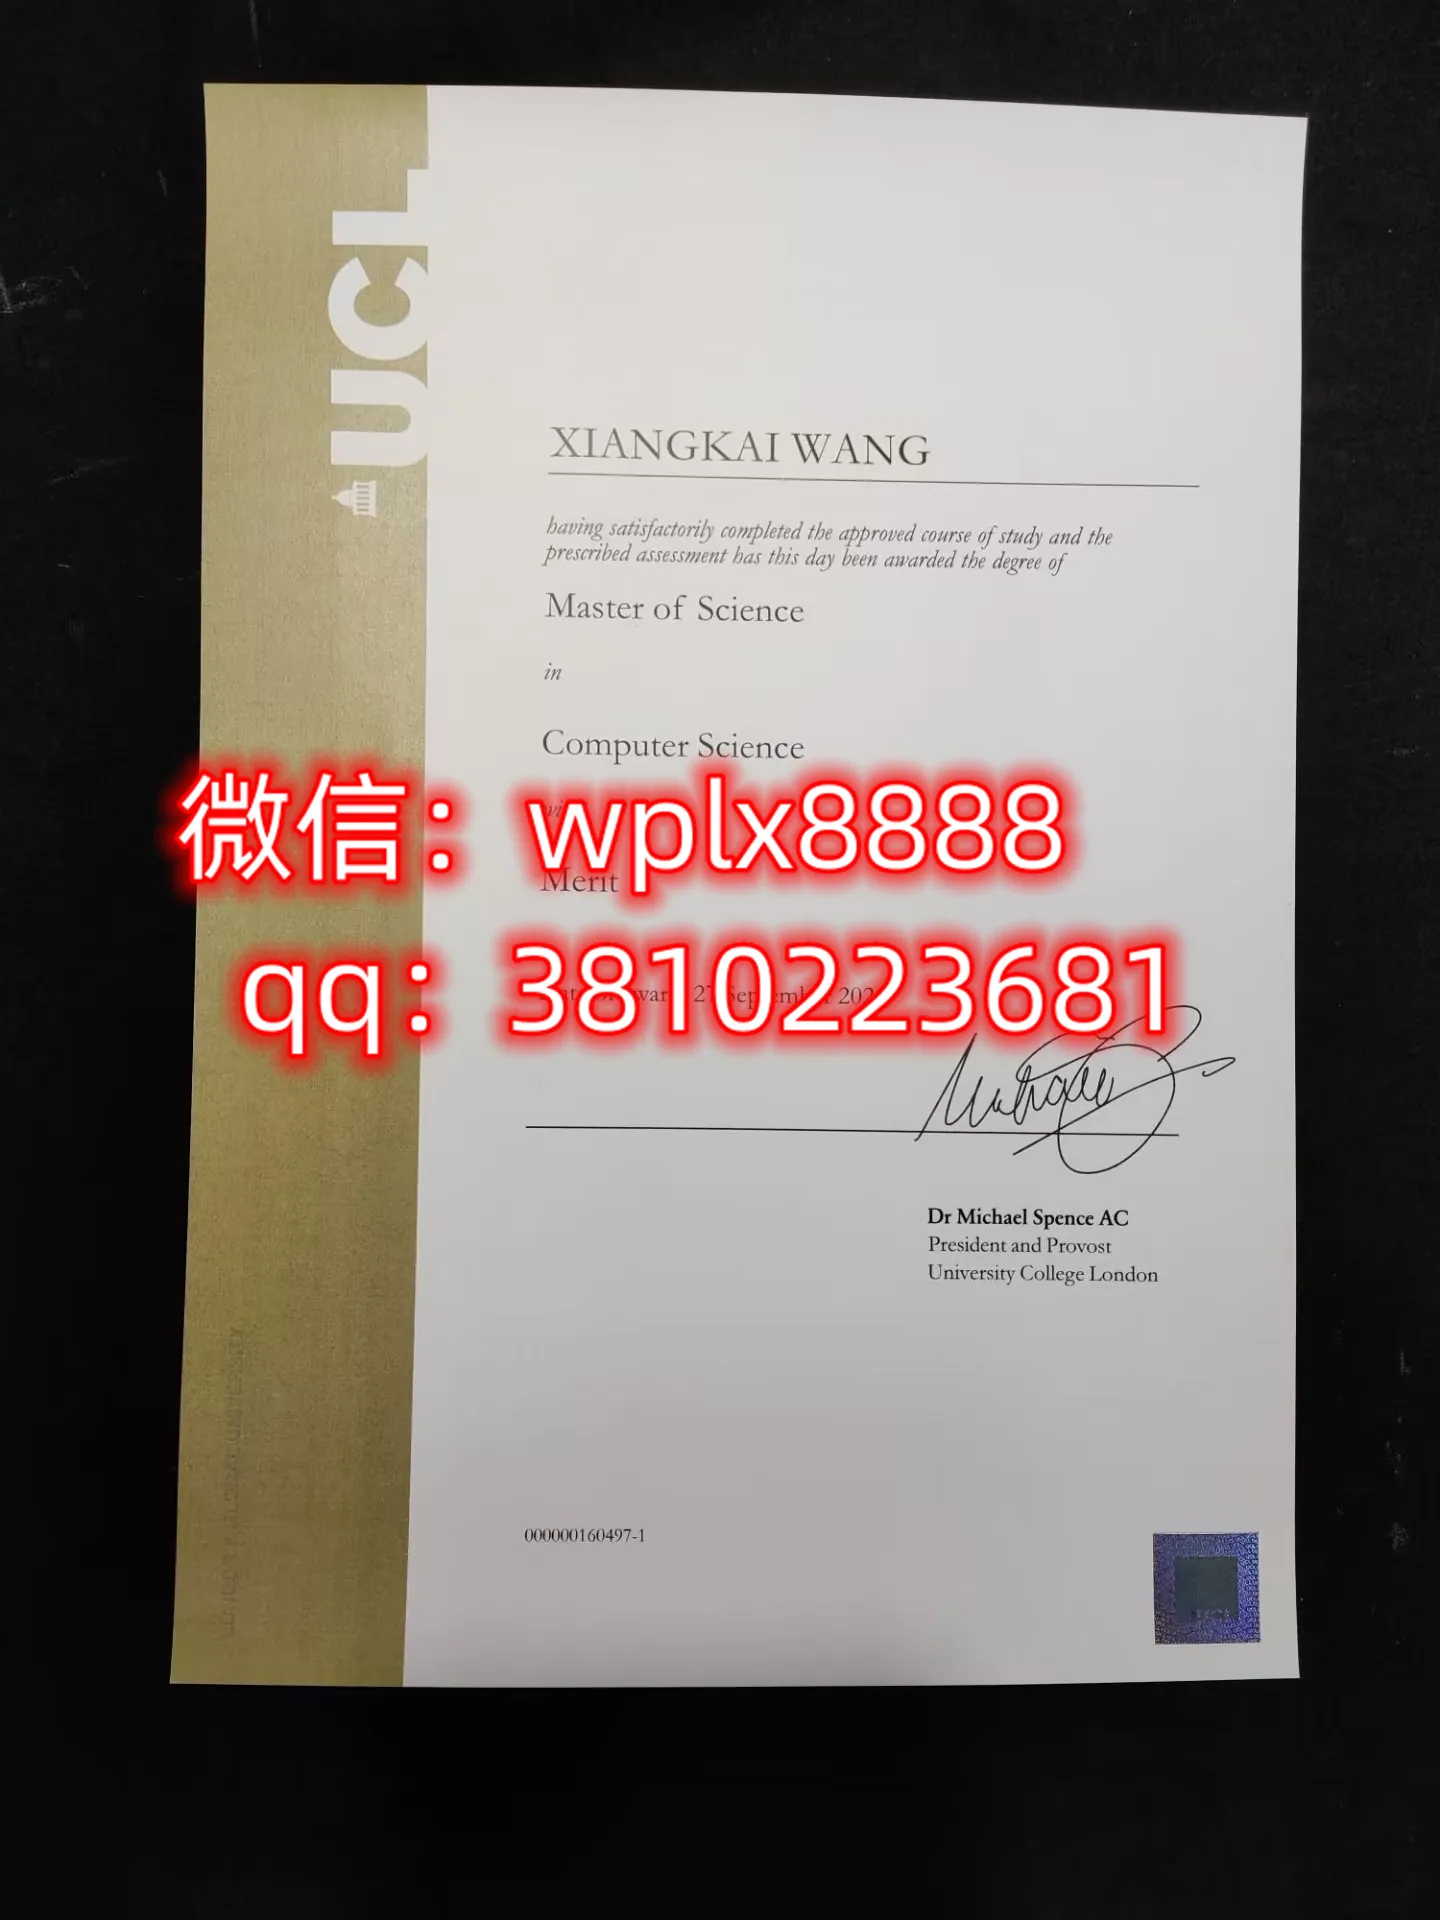 UCL
XIANGKAI WANG
having satisfactorily completed the approved course of study and the
prescribed assessment has this day been awarded the degree of
Master of Science
in
Computer Science
微信：wplx8888
Merit
qq：3810223681
27 September
Dr Michael Spence AC
President and Provost
University College London
000000160497-1